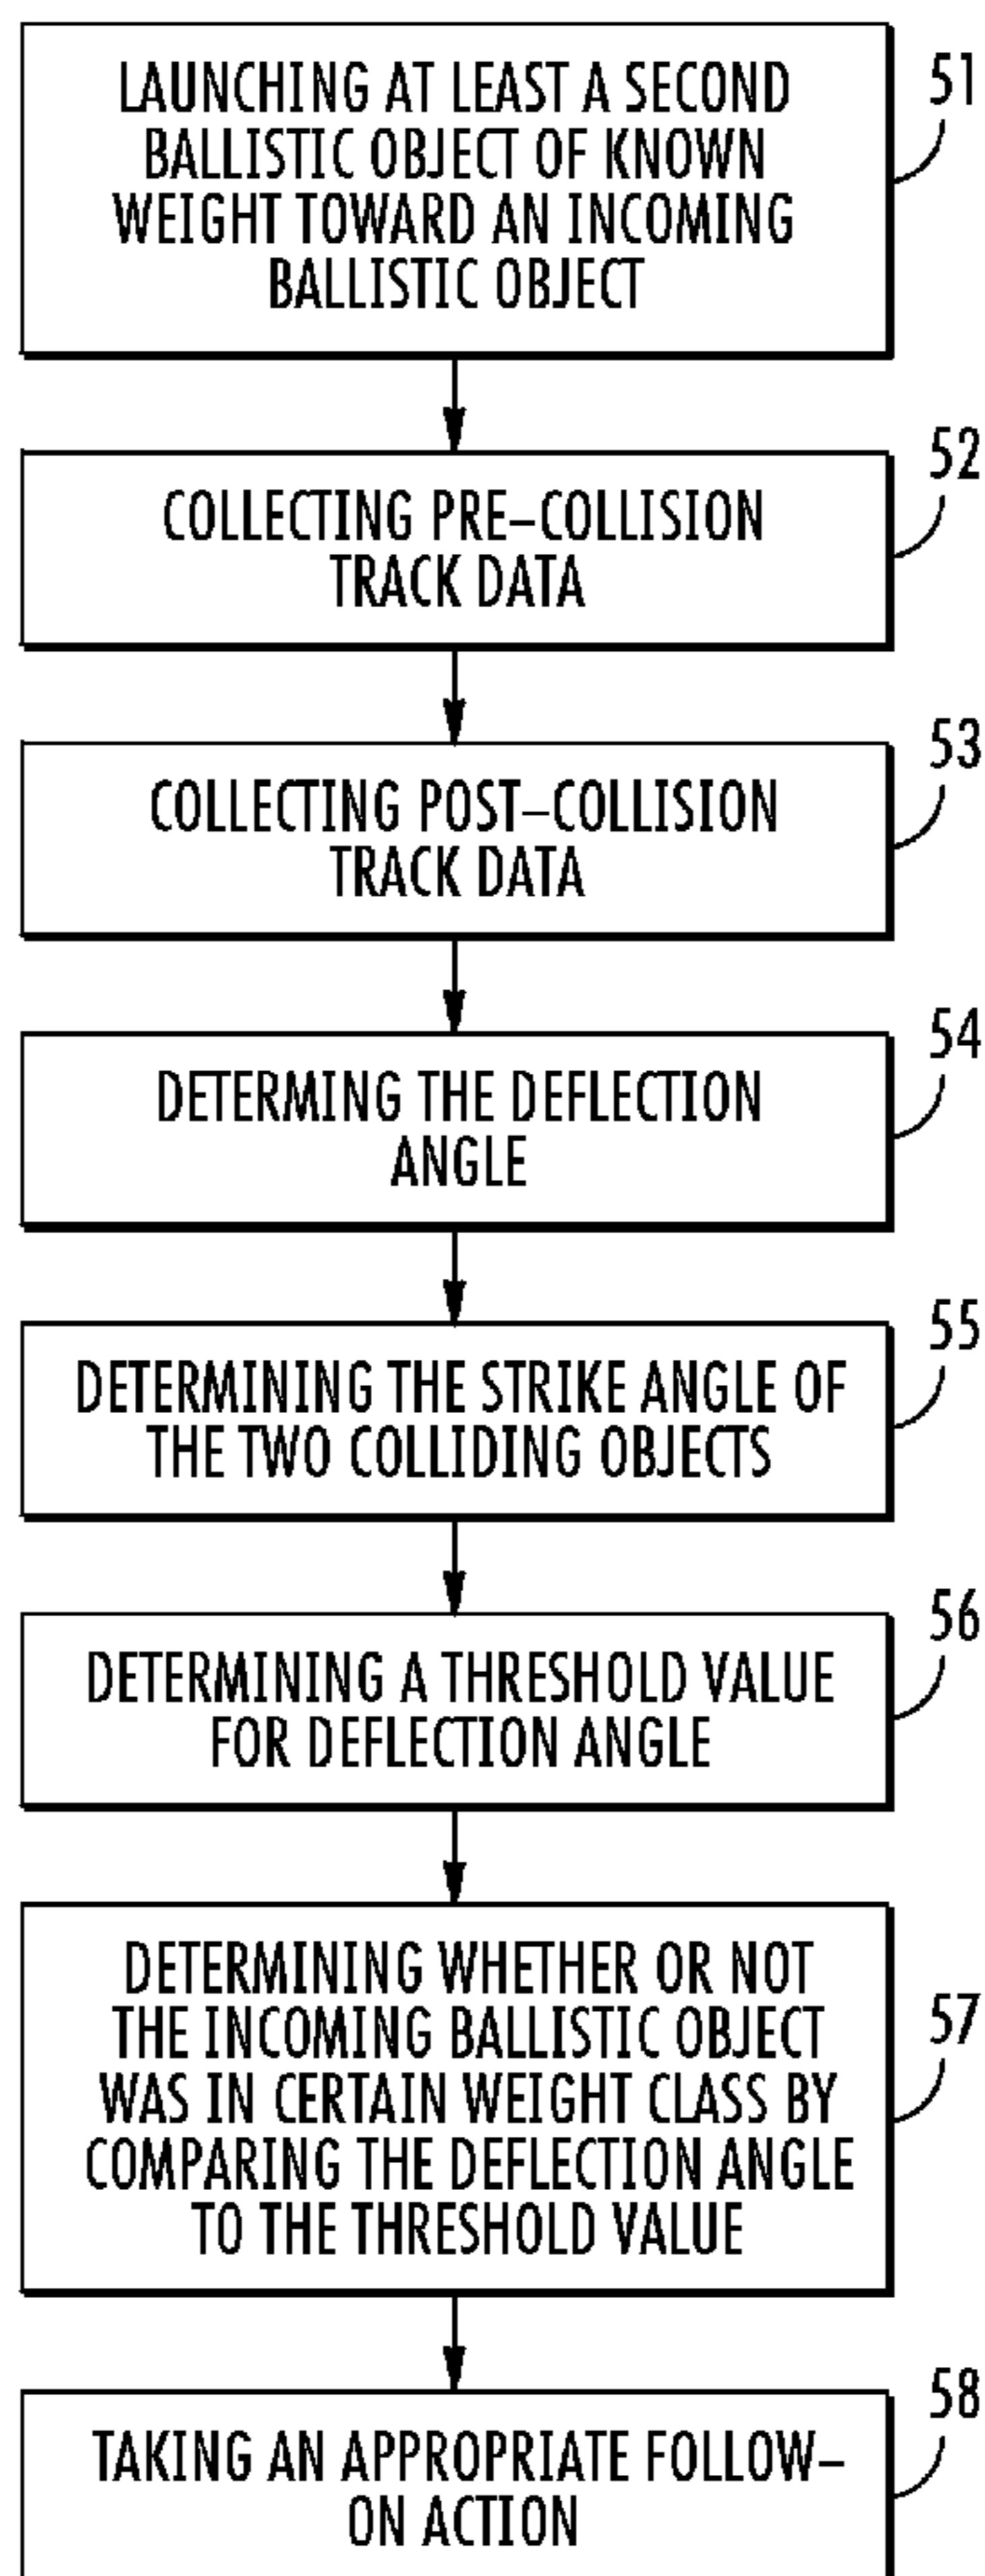 LAUNCHING AT LEAST A SECOND
BALLISTIC OBJECT OF KNOWN
WEIGHT TOWARD AN INCOMING
BALLISTIC OBJECT
51
COLLECTING PRE–COLLISION
TRACK DATA
52
COLLECTING POST–COLLISION
TRACK DATA
53
DETERMING THE DEFLECTION
ANGLE
54
DETERMINING THE STRIKE ANGLE OF
THE TWO COLLIDING OBJECTS
55
DETERMINING A THRESHOLD VALUE
FOR DEFLECTION ANGLE
56
DETERMINING WHETHER OR NOT
THE INCOMING BALLISTIC OBJECT
WAS IN CERTAIN WEIGHT CLASS BY
COMPARING THE DEFLECTION ANGLE
TO THE THRESHOLD VALUE
57
TAKING AN APPROPRIATE FOLLOW–
ON ACTION
58